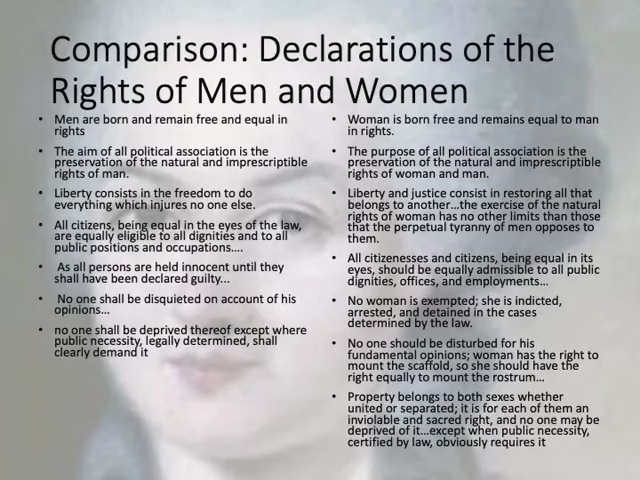 Comparison: Declarations of the
Rights of Men and Women
• Men are born and remain free and equal in
rights
• The aim of all political association is the
preservation of the natural and imprescriptible
rights of man.
• Liberty consists in the freedom to do
everything which injures no one else.
• All citizens, being equal in the eyes of the law,
are equally eligible to all dignities and to all
public positions and occupations….
• As all persons are held innocent until they
shall have been declared guilty...
• No one shall be disquieted on account of his
opinions…
• no one shall be deprived thereof except where
public necessity, legally determined, shall
clearly demand it
• Woman is born free and remains equal to man
in rights.
• The purpose of all political association is the
preservation of the natural and imprescriptible
rights of woman and man.
• Liberty and justice consist in restoring all that
belongs to another…the exercise of the natural
rights of woman has no other limits than those
that the perpetual tyranny of men opposes to
them.
• All citizenesses and citizens, being equal in its
eyes, should be equally admissible to all public
dignities, offices, and employments…
• No woman is exempted; she is indicted,
arrested, and detained in the cases
determined by the law.
• No one should be disturbed for his
fundamental opinions; woman has the right to
mount the scaffold, so she should have the
right equally to mount the rostrum…
• Property belongs to both sexes whether
united or separated; it is for each of them an
inviolable and sacred right, and no one may be
deprived of it…except when public necessity,
certified by law, obviously requires it